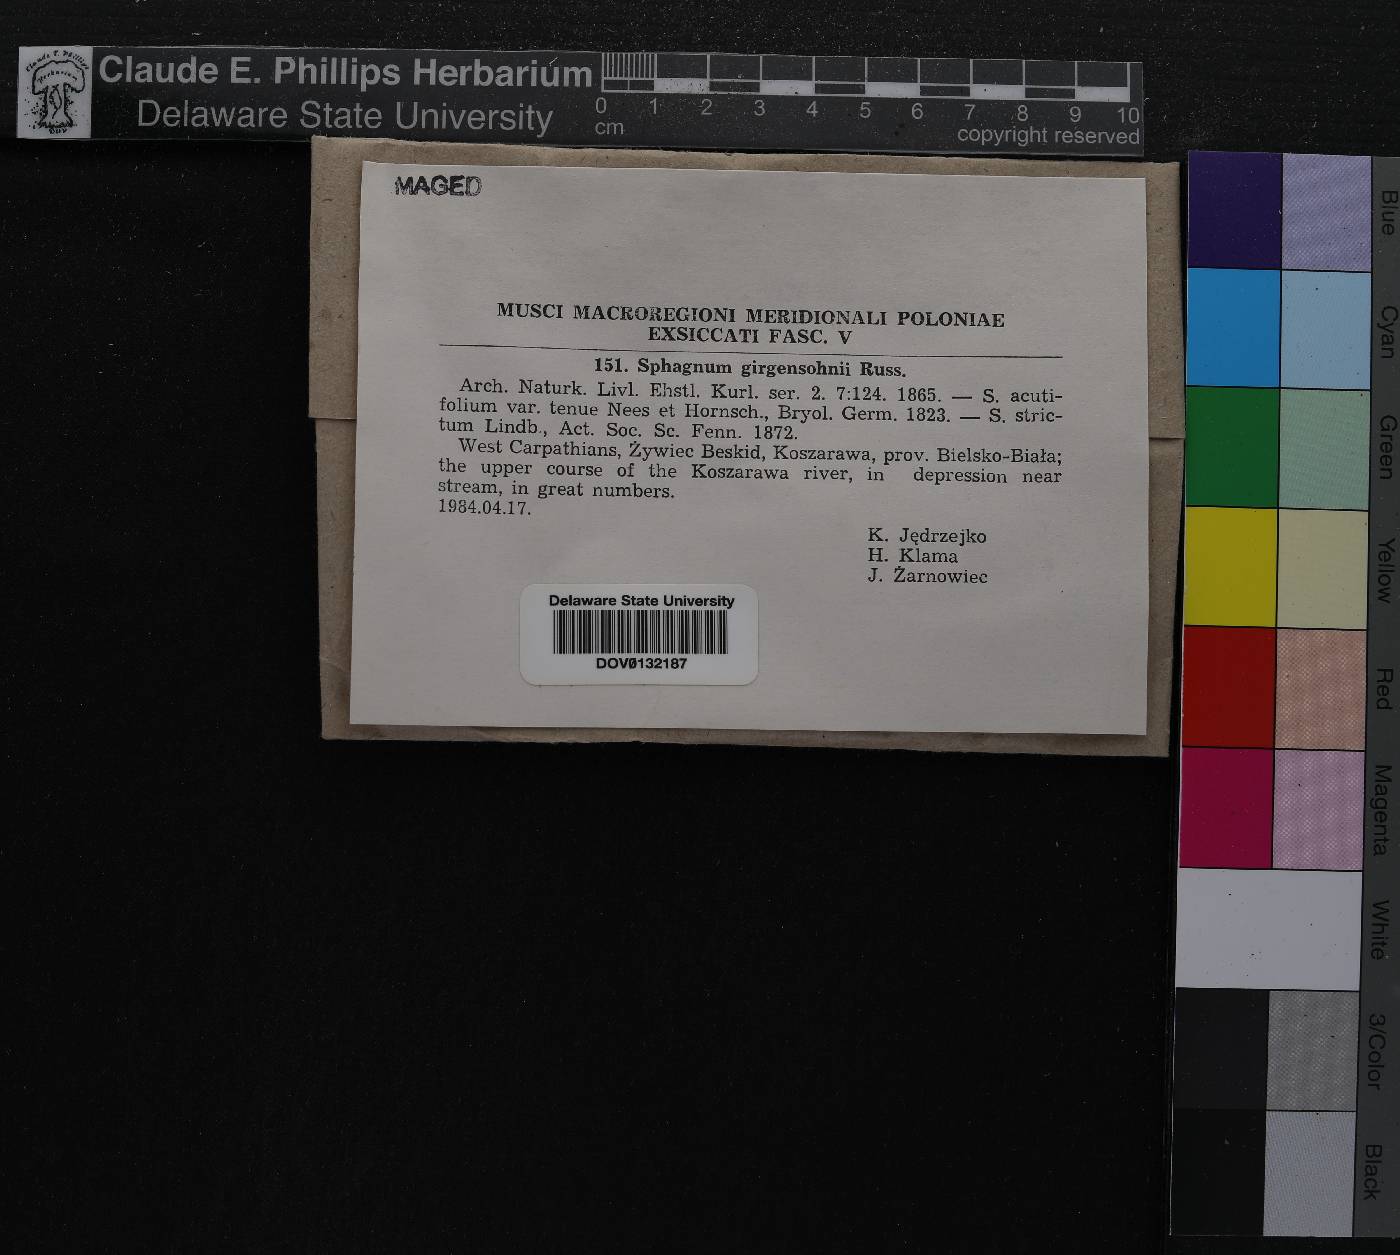 Claude E. Phillips Herbarium
Delaware State University
0 1 2 3 4 5 6 7 8 9 10
cm
copyright reserved
MAGED
MUSCI MACROREGIONI MERIDIONALI POLONIAE
EXSICCATI FASC. V
151. Sphagnum girgensohnii Russ.
Arch. Naturk. Livl. Ehstl. Kurl. ser. 2. 7:124. 1865. — S. acuti-
folium var. tenue Nees et Hornsch., Bryol. Germ. 1823. — S. stric-
tum Lindb., Act. Soc. Sc. Fenn. 1872.
West Carpathians, Żywiec Beskid, Koszarawa, prov. Bielsko-Biała;
the upper course of the Koszarawa river, in depression near
stream, in great numbers.
1984.04.17.
K. Jędrzejko
H. Klama
J. Żarnowiec
Delaware State University
DOV0132187
Blue
Cyan
Green
Yellow
Red
Magenta
White
3/Color
Black